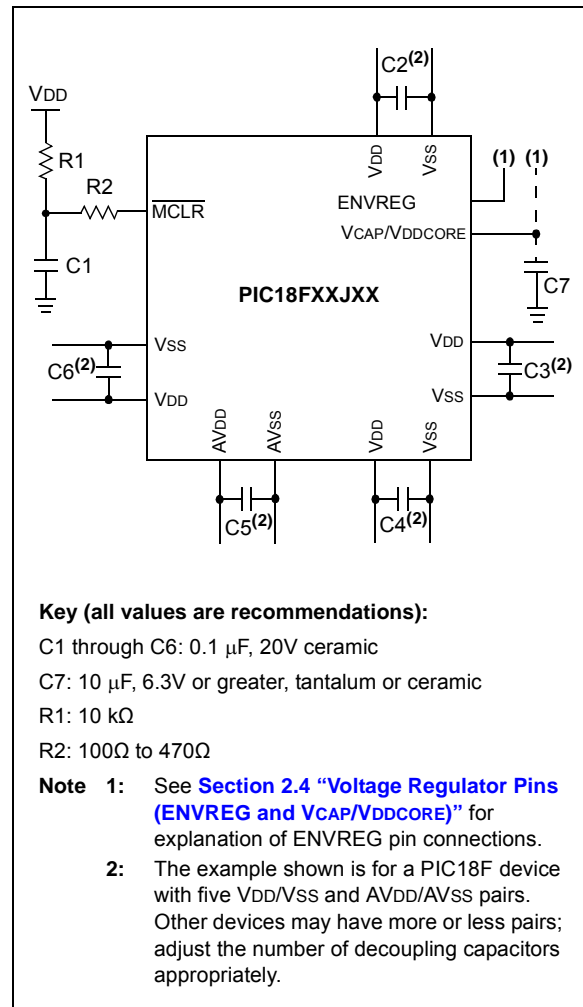 C2(2)
VDD
R1
R2
C1
MCLR
VDD
VSS
(1) (1)
ENVREG
VCAP/VDDCORE
C7
PIC18FXXJXX
VSS
C6(2)
VDD
VDD
C3(2)
VSS
AVDD
AVSS
VDD
VSS
C5(2)
C4(2)
Key (all values are recommendations):
C1 through C6: 0.1 μF, 20V ceramic
C7: 10 μF, 6.3V or greater, tantalum or ceramic
R1: 10 kΩ
R2: 100Ω to 470Ω
Note 1: See Section 2.4 “Voltage Regulator Pins
(ENVREG and VCAP/VDDCORE)” for
explanation of ENVREG pin connections.
2: The example shown is for a PIC18F device
with five VDD/VSS and AVDD/AVSS pairs.
Other devices may have more or less pairs;
adjust the number of decoupling capacitors
appropriately.